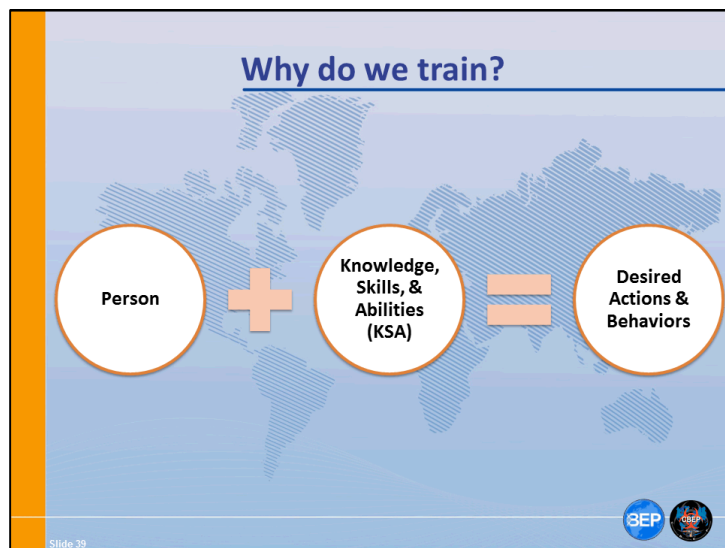 Why do we train?
Person
Knowledge,
Skills, &
Abilities
(KSA)
Desired
Actions &
Behaviors
BEP
CBEP
Slide 39